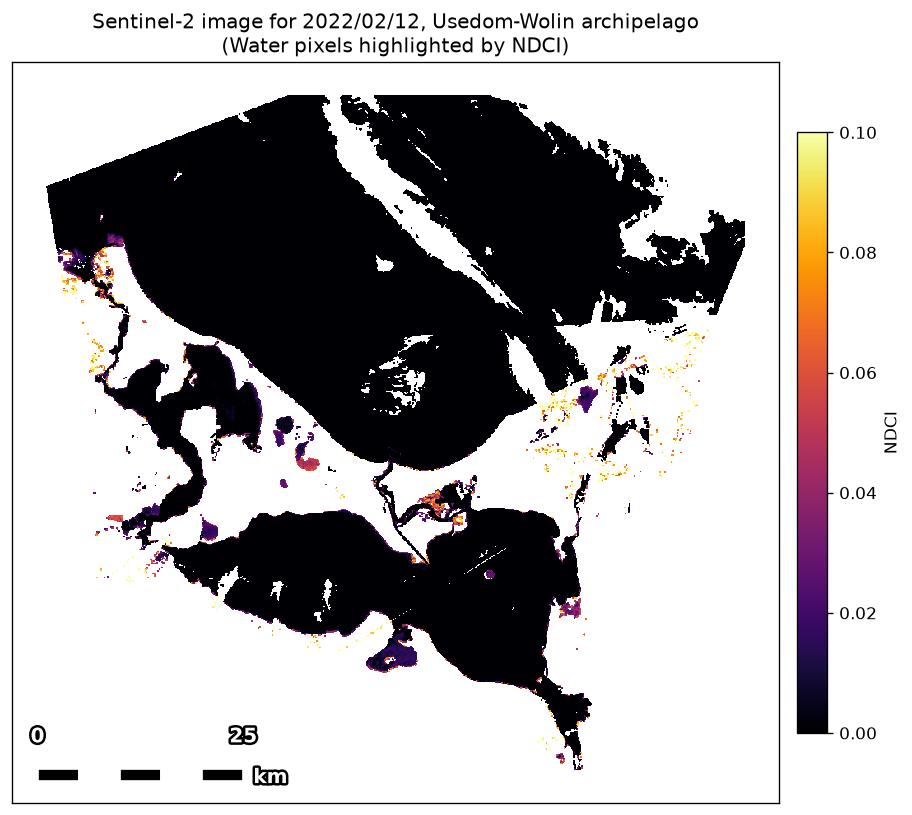 Sentinel-2 image for 2022/02/12, Usedom-Wolin archipelago
(Water pixels highlighted by NDCI)
0.10
0.08
0.06
0.04
0.02
0.00
NDCI
0 25
km